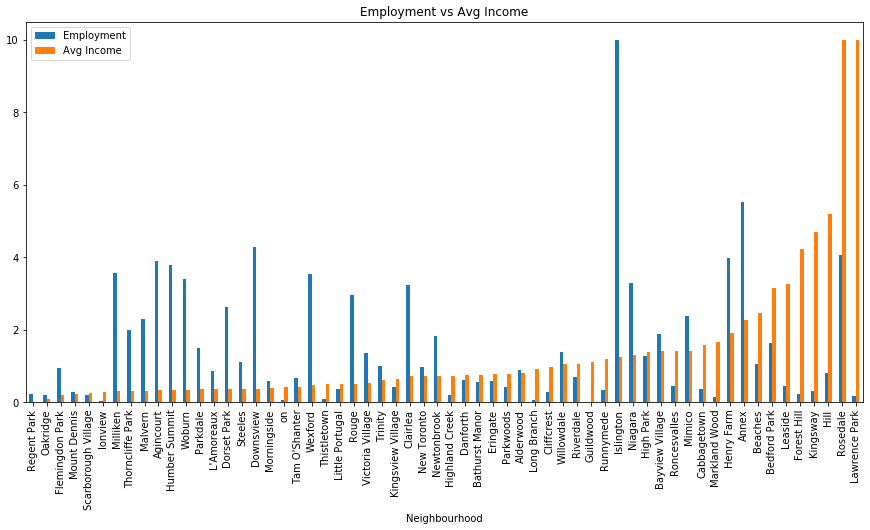 Employment vs Avg Income
Employment
Avg Income
10
8
6
4
2
0
Regent Park
Oakridge
Flemingdon Park
Mount Dennis
Scarborough Village
Ionview
Milliken
Thorncliffe Park
Malvern
Agincourt
Humber Summit
Woburn
Parkdale
L'Amoreaux
Dorset Park
Steeles
Downsview
Morningside
on
Tam O'Shanter
Wexford
Thistletown
Little Portugal
Rouge
Victoria Village
Trinity
Kingsview Village
Clairlea
New Toronto
Newtonbrook
Highland Creek
Danforth
Bathurst Manor
Eringate
Parkwoods
Alderwood
Long Branch
Cliffcrest
Willowdale
Riverdale
Guildwood
Runnymede
Islington
Niagara
High Park
Bayview Village
Roncesvalles
Mimico
Cabbagetown
Markland Wood
Henry Farm
Annex
Beaches
Bedford Park
Leaside
Forest Hill
Kingsway
Hill
Rosedale
Lawrence Park
Neighbourhood